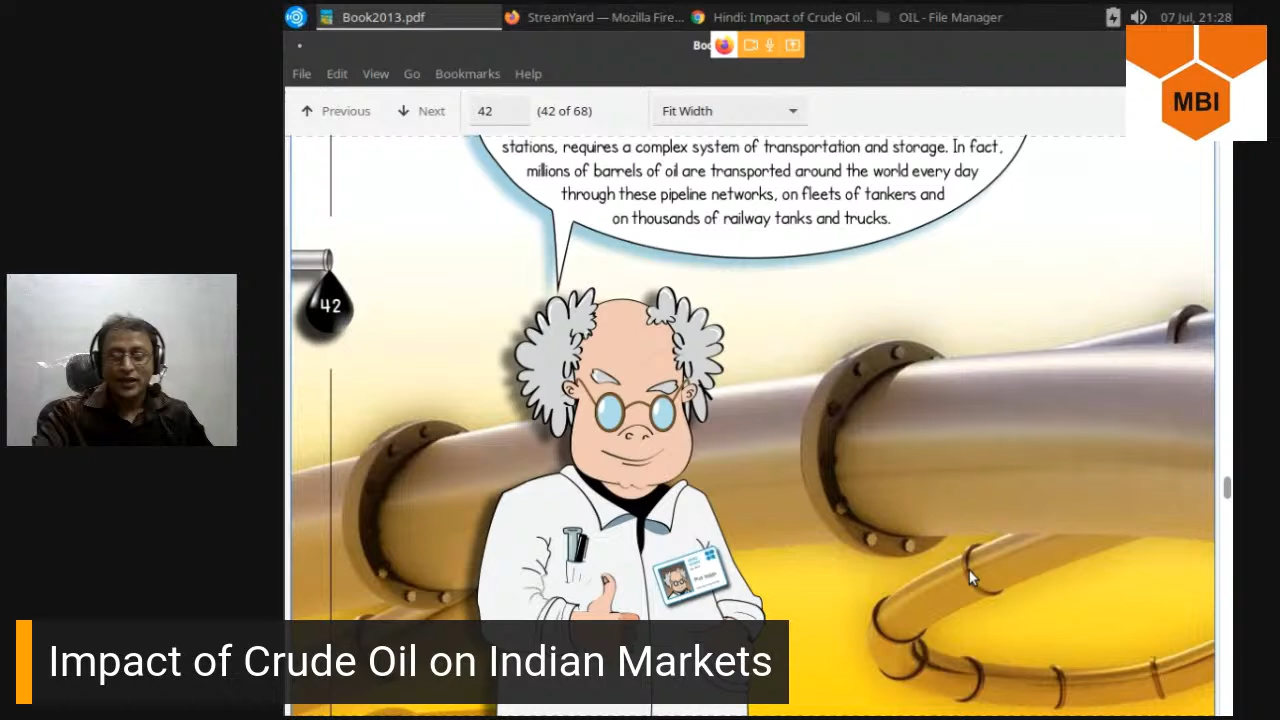 Book2013.pdf
StreamYard — Mozilla Fire...
Hindi: Impact of Crude Oil ...
OIL - File Manager
07 Jul, 21:28
Boo
File Edit View Go Bookmarks Help
Previous Next 42 (42 of 68) Fit Width
MBI
stations, requires a complex system of transportation and storage. In fact,
millions of barrels of oil are transported around the world every day
through these pipeline networks, on fleets of tankers and
on thousands of railway tanks and trucks.
42
Impact of Crude Oil on Indian Markets